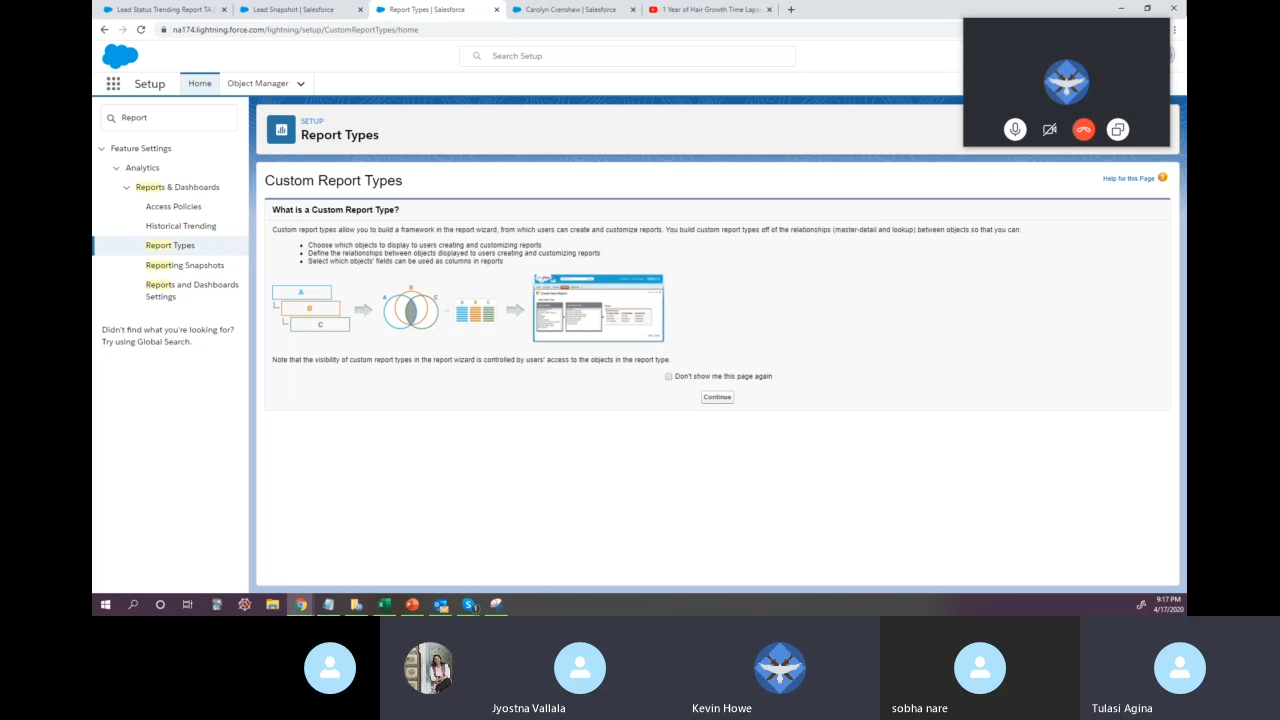 Lead Status Trending Report TA |
Lead Snapshot | Salesforce
Report Types | Salesforce
Carolyn Crenshaw | Salesforce
1 Year of Hair Growth Time Laps
na174.lightning.force.com/lightning/setup/CustomReportTypes/home
Search Setup
Setup
Home
Object Manager
Report
Feature Settings
Analytics
Reports & Dashboards
Access Policies
Historical Trending
Report Types
Reporting Snapshots
Reports and Dashboards
Settings
Didn't find what you're looking for?
Try using Global Search.
SETUP
Report Types
Custom Report Types
Help for this Page
What is a Custom Report Type?
Custom report types allow you to build a framework in the report wizard, from which users can create and customize reports. You build custom report types off of the relationships (master-detail and lookup) between objects so that you can:
Choose which objects to display to users creating and customizing reports
Define the relationships between objects displayed to users creating and customizing reports
Select which objects' fields can be used as columns in reports
A
B
C
A
B
C
A B C
Note that the visibility of custom report types in the report wizard is controlled by users' access to the objects in the report type.
Don't show me this page again
Continue
9:17 PM
4/17/2020
Jyostna Vallala
Kevin Howe
sobha nare
Tulasi Agina